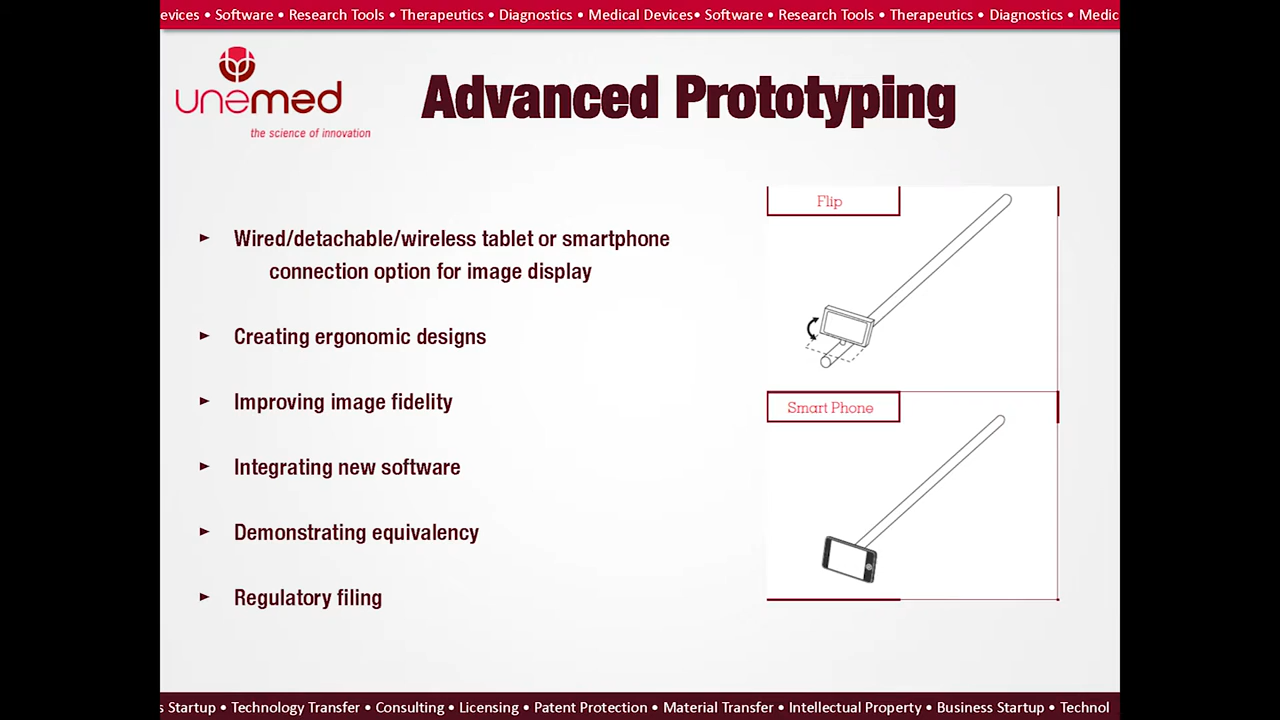 evices • Software • Research Tools • Therapeutics • Diagnostics • Medical Devices• Software • Research Tools • Therapeutics • Diagnostics • Medic
unemed
the science of innovation
Advanced Prototyping
► Wired/detachable/wireless tablet or smartphone
connection option for image display
► Creating ergonomic designs
► Improving image fidelity
► Integrating new software
► Demonstrating equivalency
► Regulatory filing
Flip
Smart Phone
s Startup • Technology Transfer • Consulting • Licensing • Patent Protection • Material Transfer • Intellectual Property • Business Startup • Technol